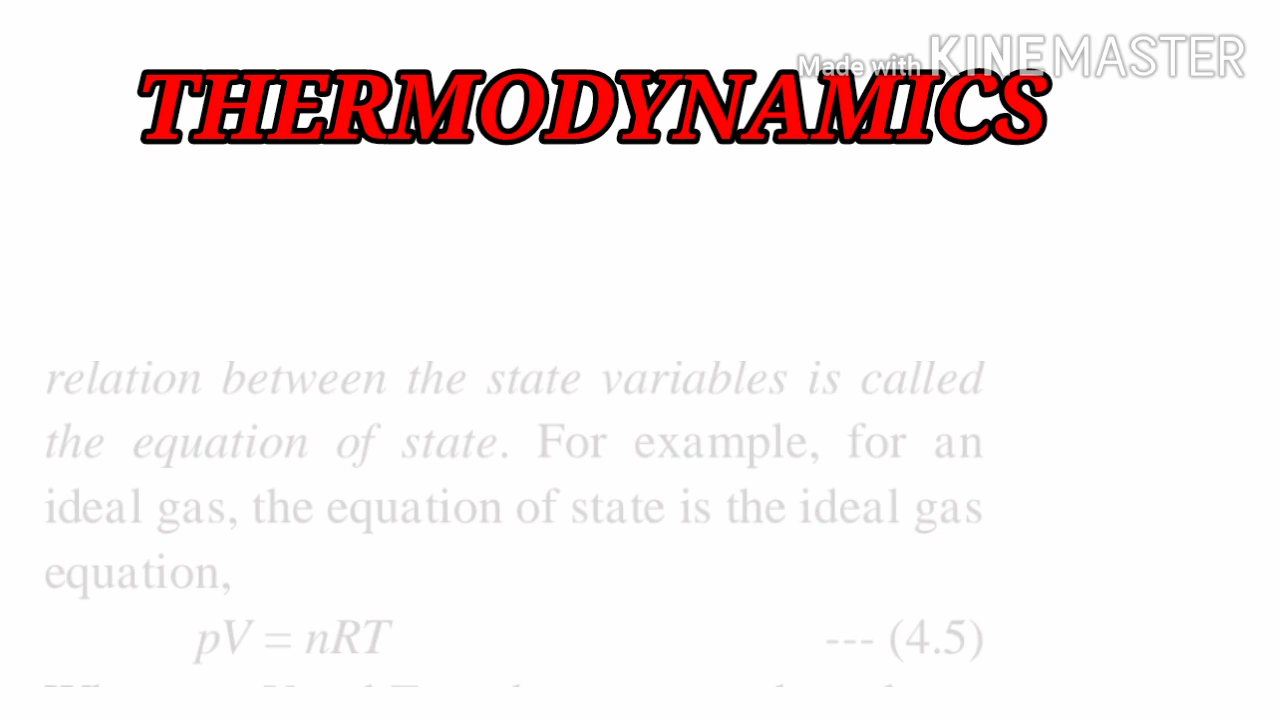 Made with KINEMASTER
THERMODYNAMICS
relation between the state variables is called
the equation of state. For example, for an
ideal gas, the equation of state is the ideal gas
equation,
pV = nRT --- (4.5)